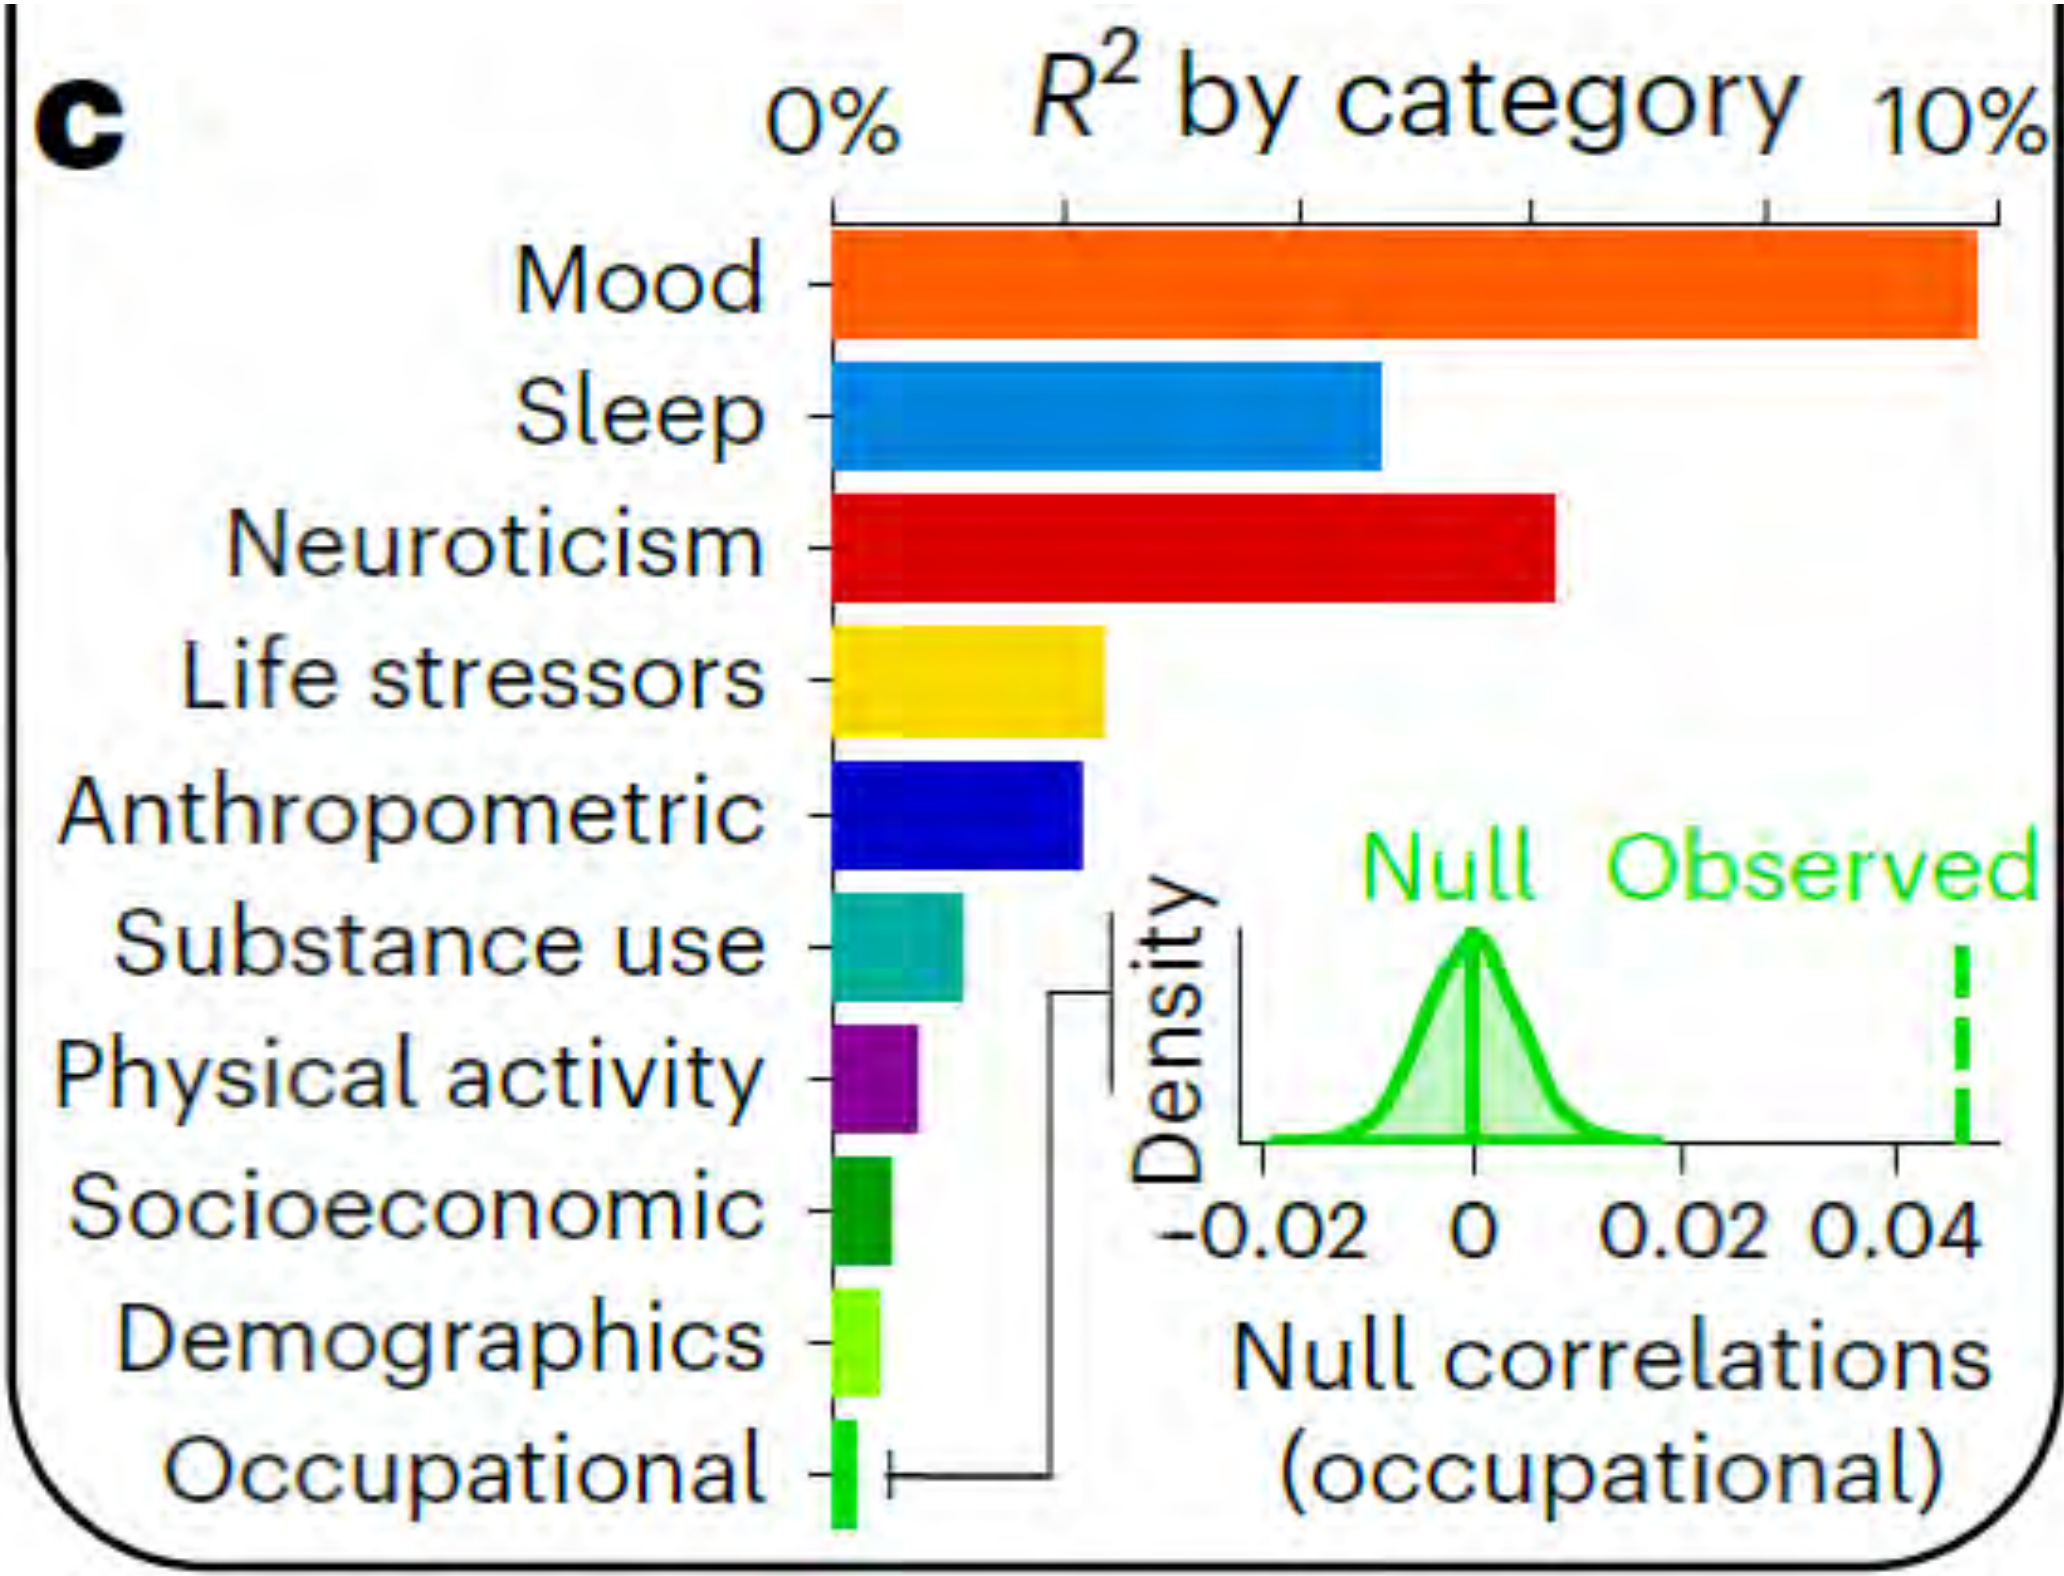 c
0% R² by category 10%
Mood
Sleep
Neuroticism
Life stressors
Anthropometric
Substance use
Physical activity
Socioeconomic
Demographics
Occupational
Null Observed
Density
-0.02 0 0.02 0.04
Null correlations
(occupational)